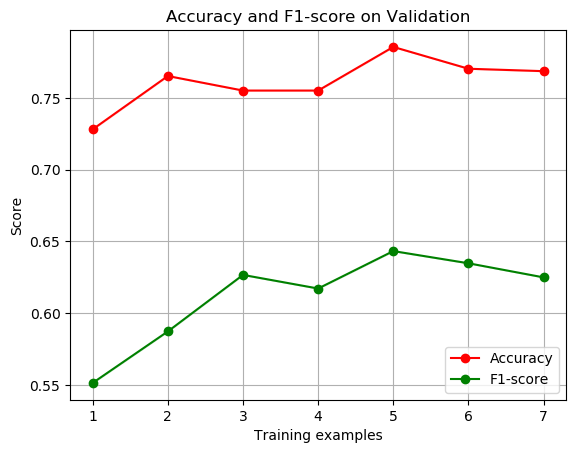 Accuracy and F1-score on Validation
Score
0.75
0.70
0.65
0.60
0.55
Accuracy
F1-score
1 2 3 4 5 6 7
Training examples